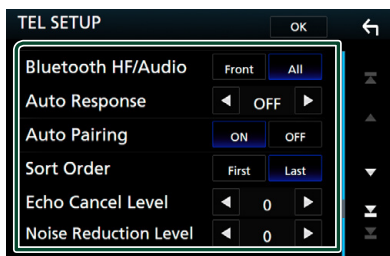 TEL SETUP OK
Bluetooth HF/Audio Front All
Auto Response OFF
Auto Pairing ON OFF
Sort Order First Last
Echo Cancel Level 0
Noise Reduction Level 0